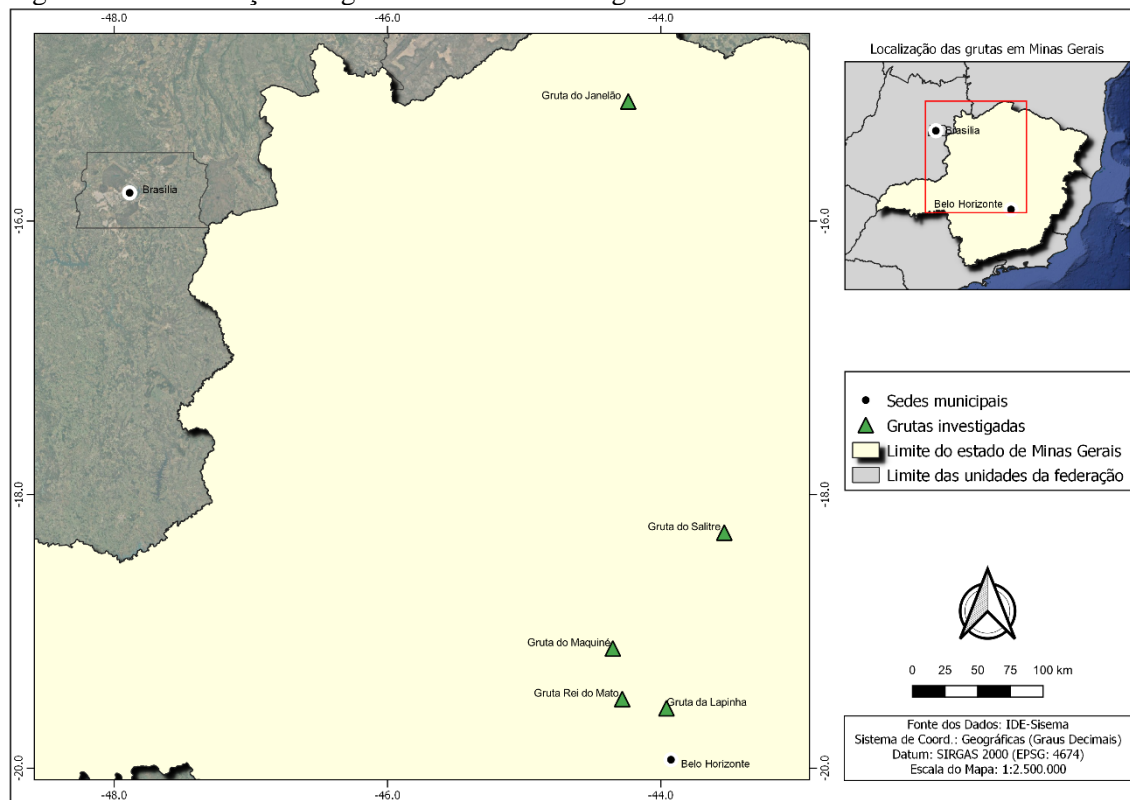 -48.0
-46.0
-44.0
Gruta do Janelão
Brasília
-16.0
-16.0
-18.0
-18.0
Gruta do Salitre
Gruta do Maquiné
Gruta Rei do Mato
Gruta da Lapinha
Belo Horizonte
-20.0
-20.0
-48.0
-46.0
-44.0
Localização das grutas em Minas Gerais
Brasília
Belo Horizonte
Sedes municipais
Grutas investigadas
Limite do estado de Minas Gerais
Limite das unidades da federação
0 25 50 75 100 km
Fonte dos Dados: IDE-Sisema
Sistema de Coord.: Geográficas (Graus Decimais)
Datum: SIRGAS 2000 (EPSG: 4674)
Escala do Mapa: 1:2.500.000